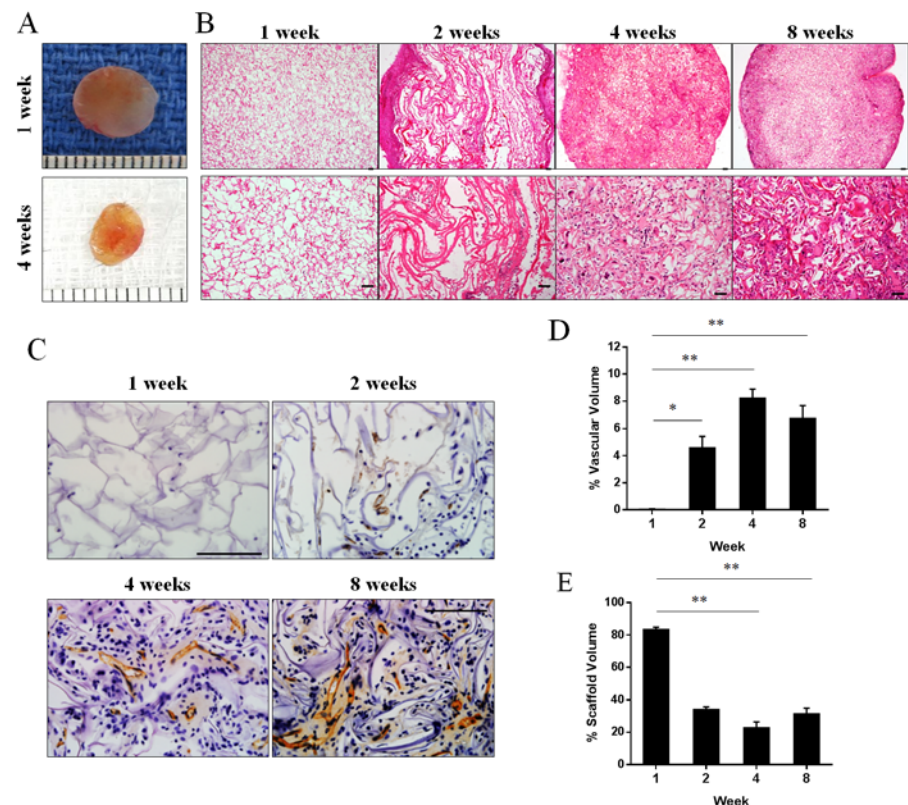 A
1 week
4 weeks
B
1 week
2 weeks
4 weeks
8 weeks
C
1 week
2 weeks
4 weeks
8 weeks
D
**
**
*
12
10
8
6
4
2
0
% Vascular Volume
1
2
4
8
Week
E
**
**
100
80
60
40
20
0
% Scaffold Volume
1
2
4
8
Week